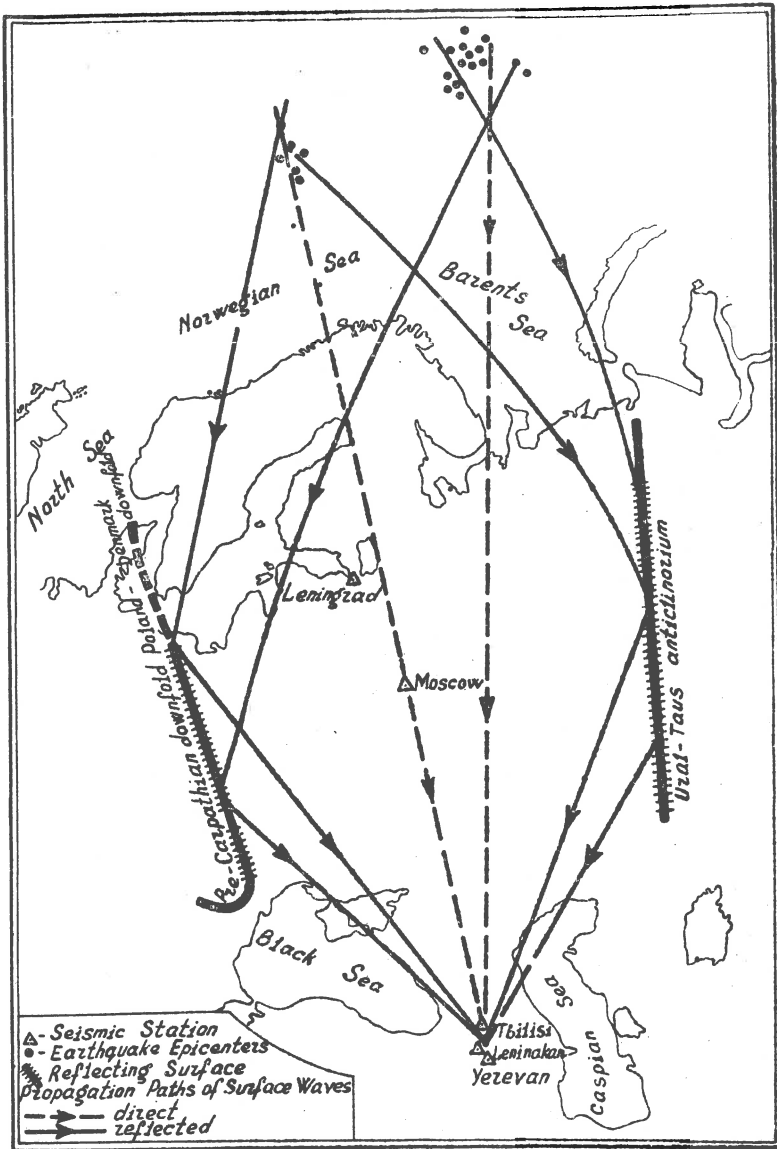 Norwegian
Sea
Barents
Sea
North Sea
Poland - Denmark downfold
Leningrad
Moscow
Ural-Taus anticlinorium
Pre-Carpathian downfold
Black Sea
Sea
Caspian
Tbilisi
Leninakan
Yerevan
- Seismic Station
- Earthquake Epicenters
Reflecting Surface
Propagation Paths of Surface Waves
direct
reflected